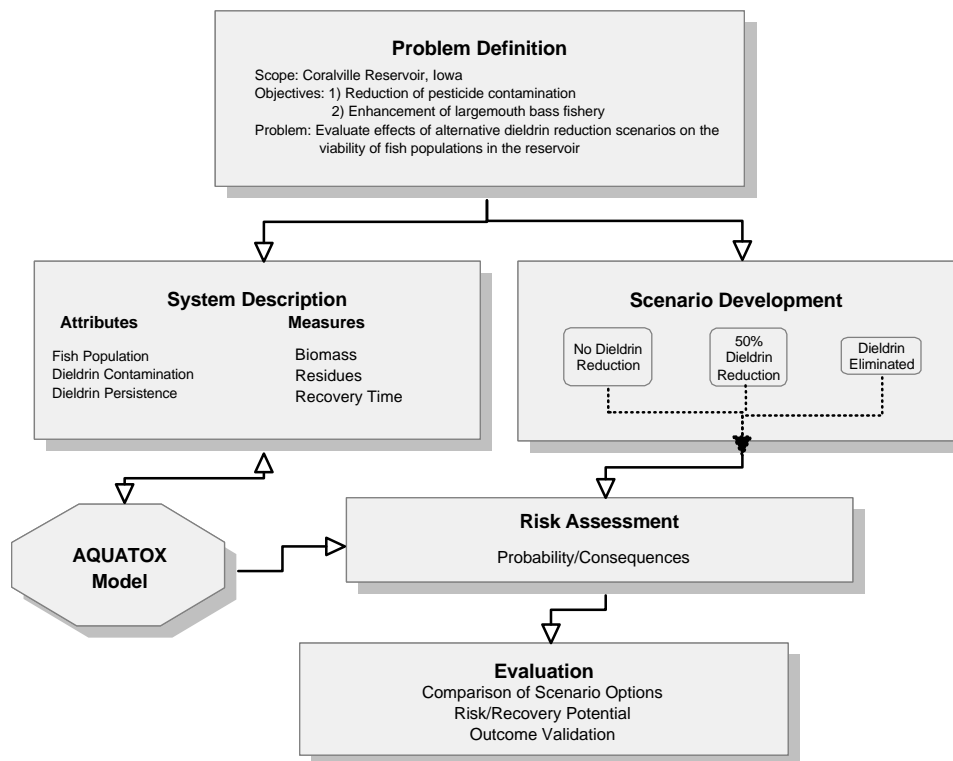 Problem Definition
Scope: Coralville Reservoir, Iowa
Objectives: 1) Reduction of pesticide contamination
2) Enhancement of largemouth bass fishery
Problem: Evaluate effects of alternative dieldrin reduction scenarios on the
viability of fish populations in the reservoir
System Description
Attributes
Fish Population
Dieldrin Contamination
Dieldrin Persistence
Measures
Biomass
Residues
Recovery Time
Scenario Development
No Dieldrin
Reduction
50%
Dieldrin
Reduction
Dieldrin
Eliminated
AQUATOX
Model
Risk Assessment
Probability/Consequences
Evaluation
Comparison of Scenario Options
Risk/Recovery Potential
Outcome Validation